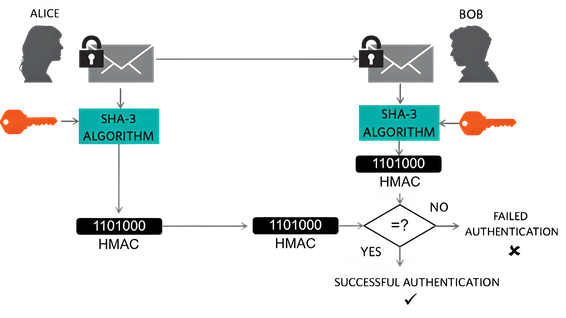 ALICE
BOB
SHA-3
ALGORITHM
SHA-3
ALGORITHM
1101000
HMAC
1101000
HMAC
1101000
HMAC
=?
NO
YES
FAILED
AUTHENTICATION
SUCCESSFUL AUTHENTICATION